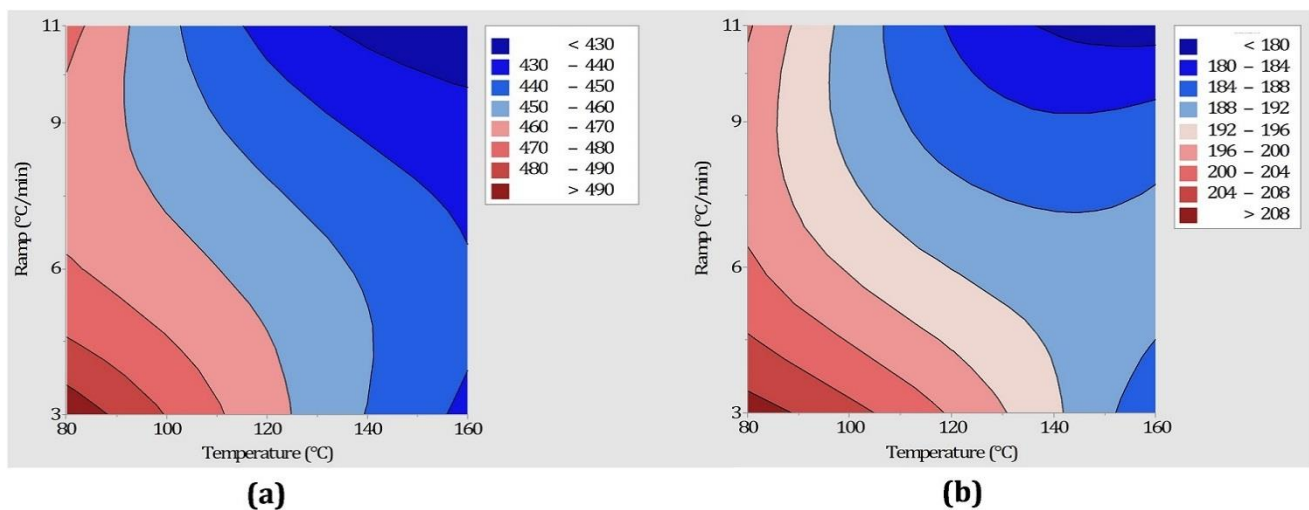 11
9
6
3
80
100
120
140
160
Ramp (°C/min)
Temperature (°C)
< 430
430 – 440
440 – 450
450 – 460
460 – 470
470 – 480
480 – 490
> 490
(a)
11
9
6
3
80
100
120
140
160
Ramp (°C/min)
Temperature (°C)
< 180
180 – 184
184 – 188
188 – 192
192 – 196
196 – 200
200 – 204
204 – 208
> 208
(b)